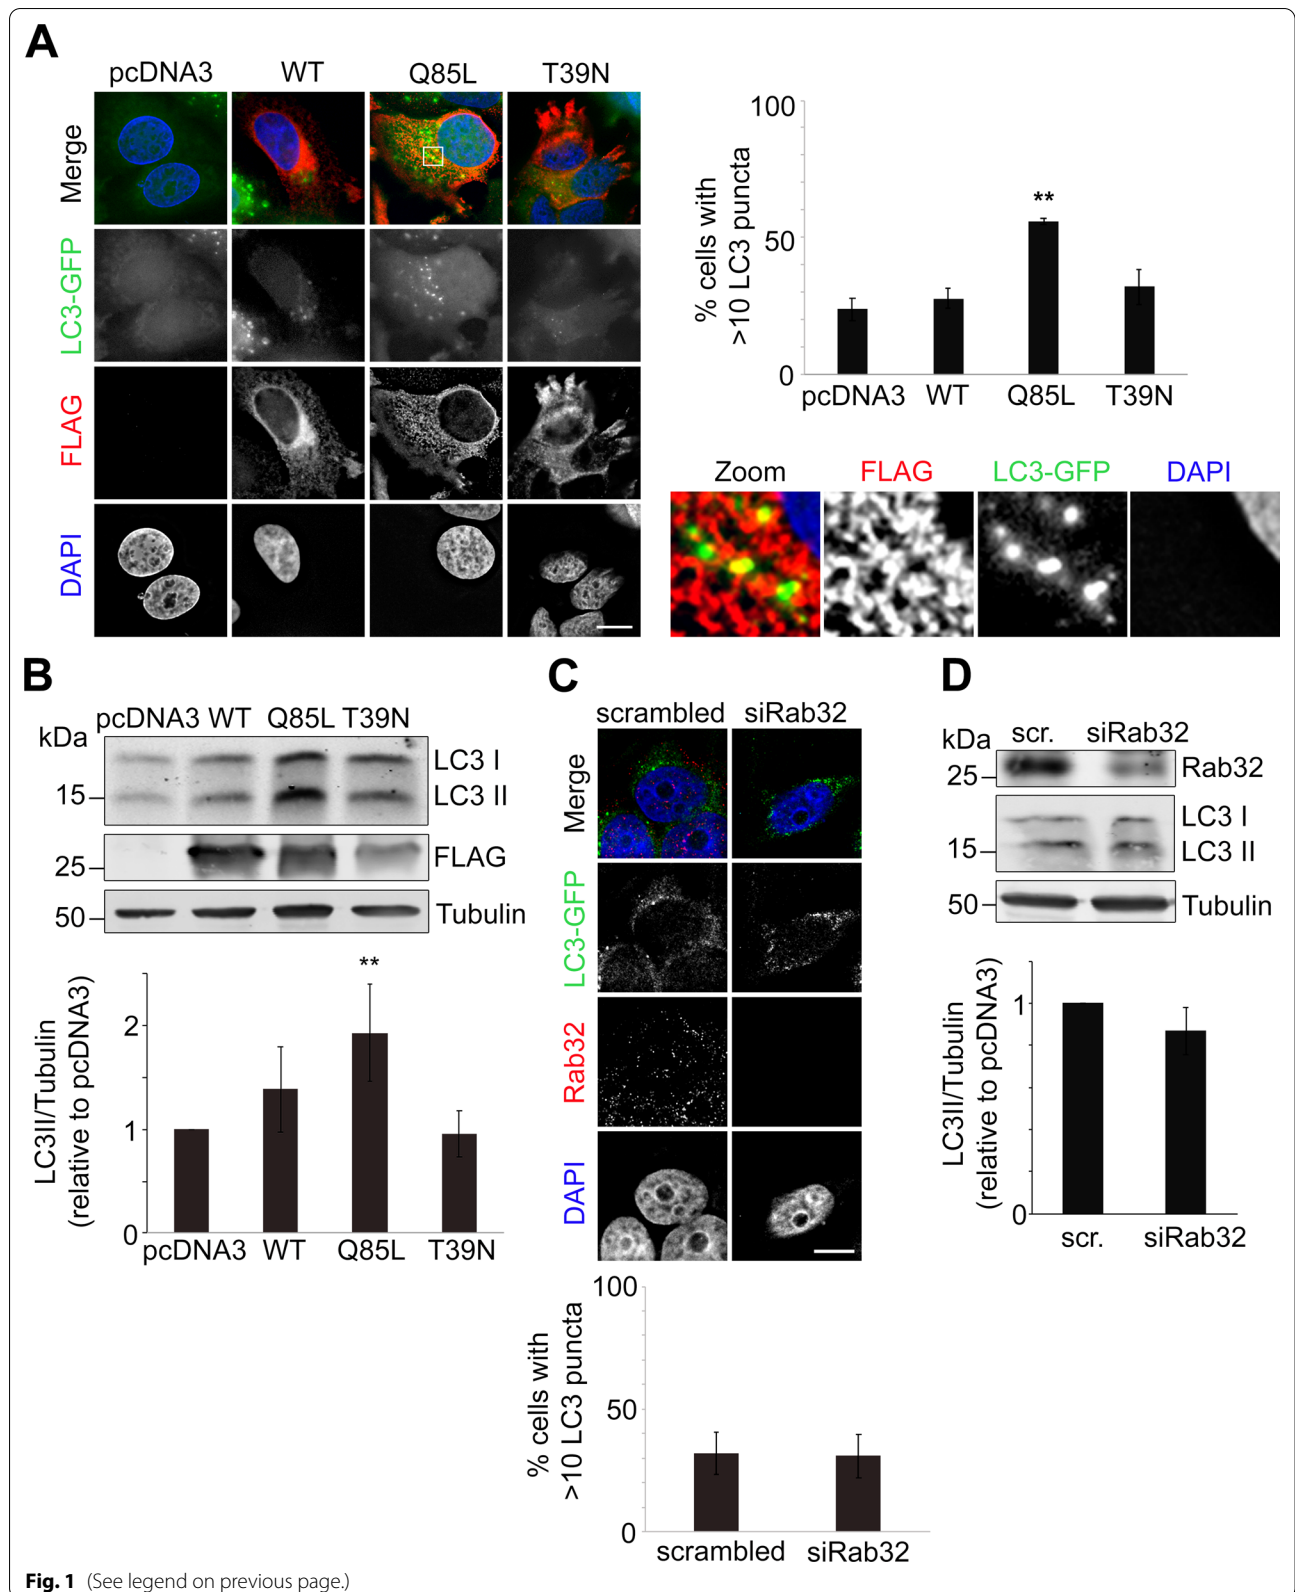 A
pcDNA3 WT Q85L T39N
Merge
LC3-GFP
FLAG
DAPI
% cells with
>10 LC3 puncta
100
50
0
**
pcDNA3 WT Q85L T39N
Zoom FLAG LC3-GFP DAPI
B
pcDNA3 WT Q85L T39N
kDa
LC3 I
15 LC3 II
25 FLAG
50 Tubulin
LC3II/Tubulin
(relative to pcDNA3)
2
1
0
**
pcDNA3 WT Q85L T39N
C
scrambled siRab32
Merge
LC3-GFP
Rab32
DAPI
% cells with
>10 LC3 puncta
100
50
0
scrambled siRab32
D
scr. siRab32
kDa
25 Rab32
LC3 I
15 LC3 II
50 Tubulin
LC3II/Tubulin
(relative to pcDNA3)
1
0
scr. siRab32
Fig. 1 (See legend on previous page.)